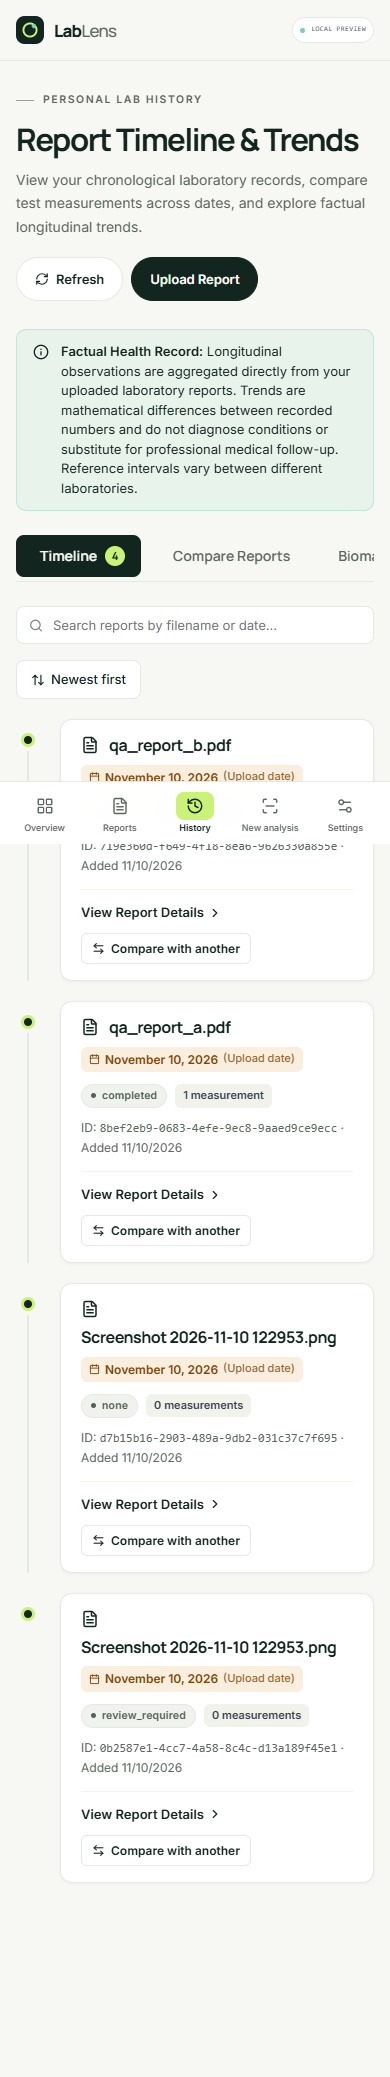 LabLens
LOCAL PREVIEW
PERSONAL LAB HISTORY
Report Timeline & Trends
View your chronological laboratory records, compare
test measurements across dates, and explore factual
longitudinal trends.
Refresh
Upload Report
Factual Health Record: Longitudinal
observations are aggregated directly from your
uploaded laboratory reports. Trends are
mathematical differences between recorded
numbers and do not diagnose conditions or
substitute for professional medical follow-up.
Reference intervals vary between different
laboratories.
Timeline 4
Compare Reports
Bioma
Search reports by filename or date...
Newest first
qa_report_b.pdf
November 10, 2026 (Upload date)
Overview
Reports
History
New analysis
Settings
ID: 719e360d-f649-4f18-8ea6-9626330a855e ·
Added 11/10/2026
View Report Details
Compare with another
qa_report_a.pdf
November 10, 2026 (Upload date)
completed
1 measurement
ID: 8bef2eb9-0683-4efe-9ec8-9aaed9ce9ecc ·
Added 11/10/2026
View Report Details
Compare with another
Screenshot 2026-11-10 122953.png
November 10, 2026 (Upload date)
none
0 measurements
ID: d7b15b16-2903-489a-9db2-031c37c7f695 ·
Added 11/10/2026
View Report Details
Compare with another
Screenshot 2026-11-10 122953.png
November 10, 2026 (Upload date)
review_required
0 measurements
ID: 0b2587e1-4cc7-4a58-8c4c-d13a189f45e1 ·
Added 11/10/2026
View Report Details
Compare with another